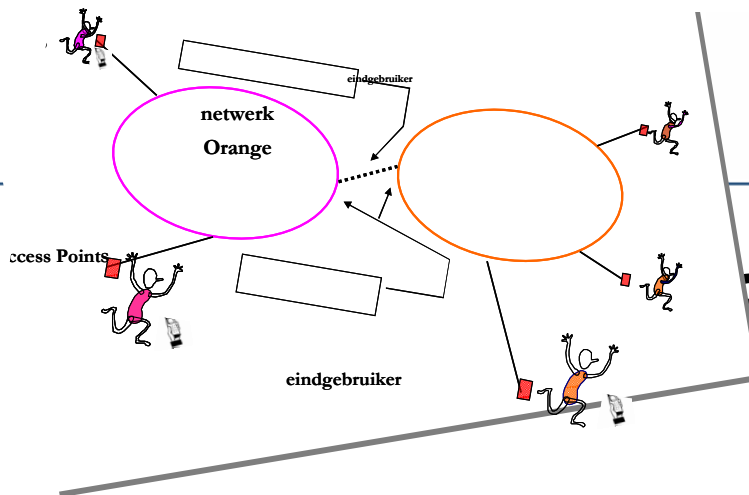 eindgebruiker
netwerk
Orange
ccess Points
eindgebruiker